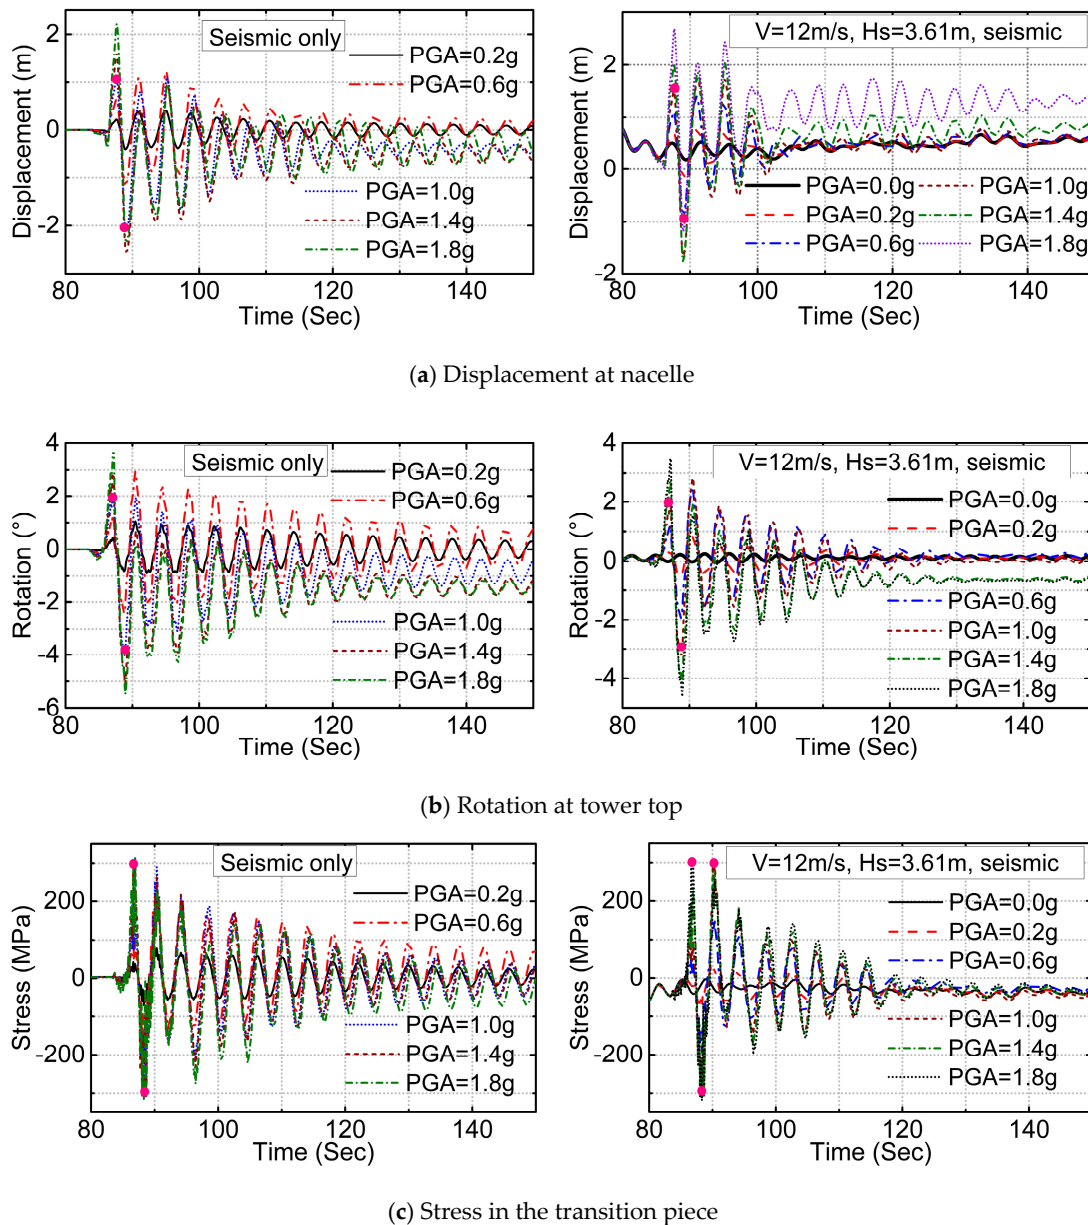 Seismic only
PGA=0.2g
PGA=0.6g
PGA=1.0g
PGA=1.4g
PGA=1.8g
Displacement (m)
2
0
-2
80 100 120 140
Time (Sec)
V=12m/s, Hs=3.61m, seismic
PGA=0.0g PGA=1.0g
PGA=0.2g PGA=1.4g
PGA=0.6g PGA=1.8g
Displacement (m)
2
0
-2
80 100 120 140
Time (Sec)
(a) Displacement at nacelle
Seismic only
PGA=0.2g
PGA=0.6g
PGA=1.0g
PGA=1.4g
PGA=1.8g
Rotation (°)
4
2
0
-2
-4
-6
80 100 120 140
Time (Sec)
V=12m/s, Hs=3.61m, seismic
PGA=0.0g
PGA=0.2g
PGA=0.6g
PGA=1.0g
PGA=1.4g
PGA=1.8g
Rotation (°)
4
2
0
-2
-4
80 100 120 140
Time (Sec)
(b) Rotation at tower top
Seismic only
PGA=0.2g
PGA=0.6g
PGA=1.0g
PGA=1.4g
PGA=1.8g
Stress (MPa)
200
0
-200
80 100 120 140
Time (Sec)
V=12m/s, Hs=3.61m, seismic
PGA=0.0g
PGA=0.2g
PGA=0.6g
PGA=1.0g
PGA=1.4g
PGA=1.8g
Stress (MPa)
200
0
-200
80 100 120 140
Time (Sec)
(c) Stress in the transition piece